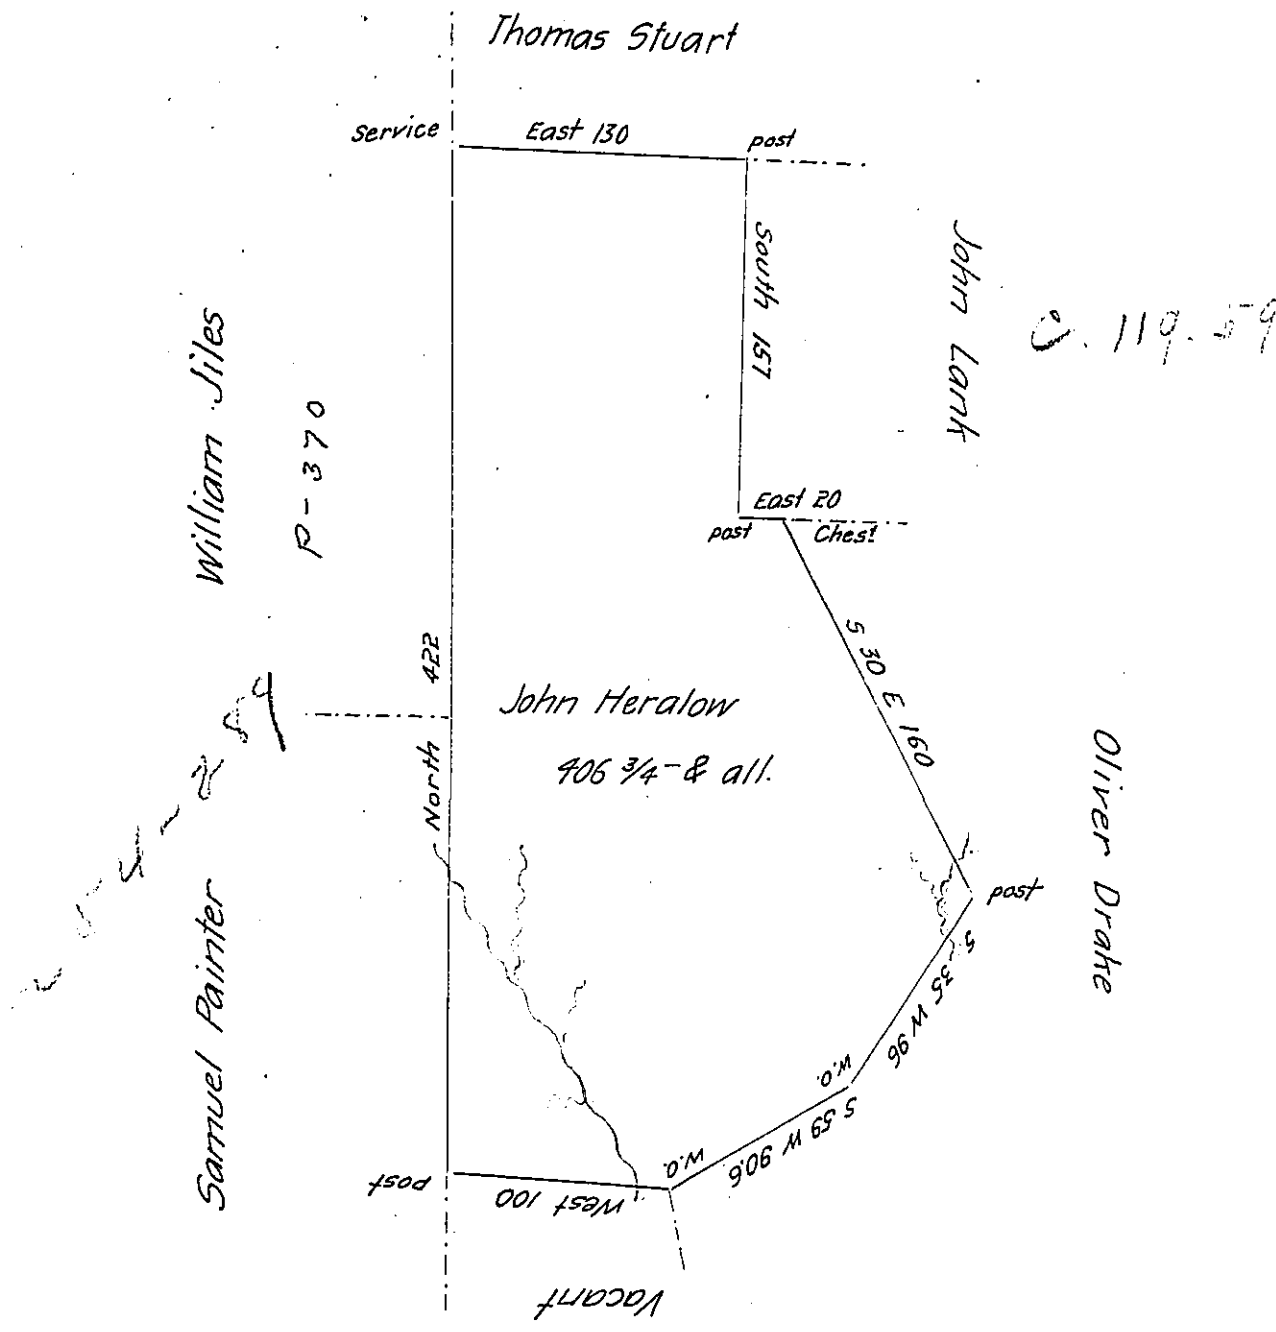 Thomas Stuart
Service
East 130
post
South 157
John Lank
C. 119. 59
William Jiles
P-370
East 20
post
Chest
S 30 E 160
North 422
John Heralow
406 3/4 - & all.
Oliver Drake
post
S 35 W 96
W.O.
S 59 W 90.6
W.O.
Samuel Painter
post
West 100
Vacant